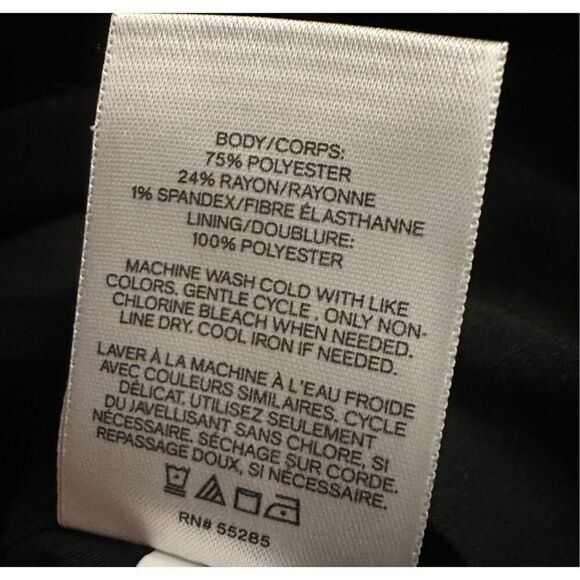 BODY/CORPS:
75% POLYESTER
24% RAYON/RAYONNE
1% SPANDEX/FIBRE ÉLASTHANNE
LINING/DOUBLURE:
100% POLYESTER
MACHINE WASH COLD WITH LIKE
COLORS. GENTLE CYCLE . ONLY NON-
CHLORINE BLEACH WHEN NEEDED.
LINE DRY. COOL IRON IF NEEDED.
LAVER À LA MACHINE À L'EAU FROIDE
AVEC COULEURS SIMILAIRES. CYCLE
DÉLICAT. UTILISEZ SEULEMENT
DU JAVELLISANT SANS CHLORE, SI
NÉCESSAIRE. SÉCHAGE SUR CORDE.
REPASSAGE DOUX, SI NÉCESSAIRE.
RN# 55285